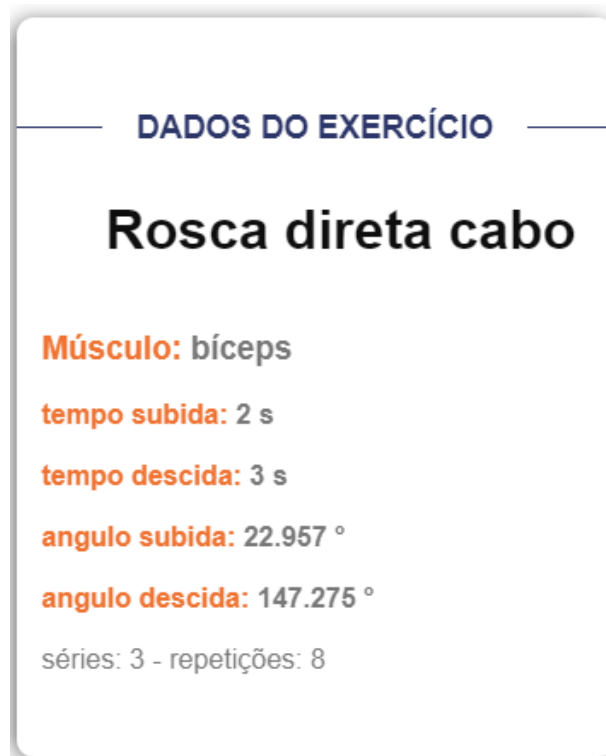 DADOS DO EXERCÍCIO
Rosca direta cabo
Músculo: bíceps
tempo subida: 2 s
tempo descida: 3 s
angulo subida: 22.957 °
angulo descida: 147.275 °
séries: 3 - repetições: 8